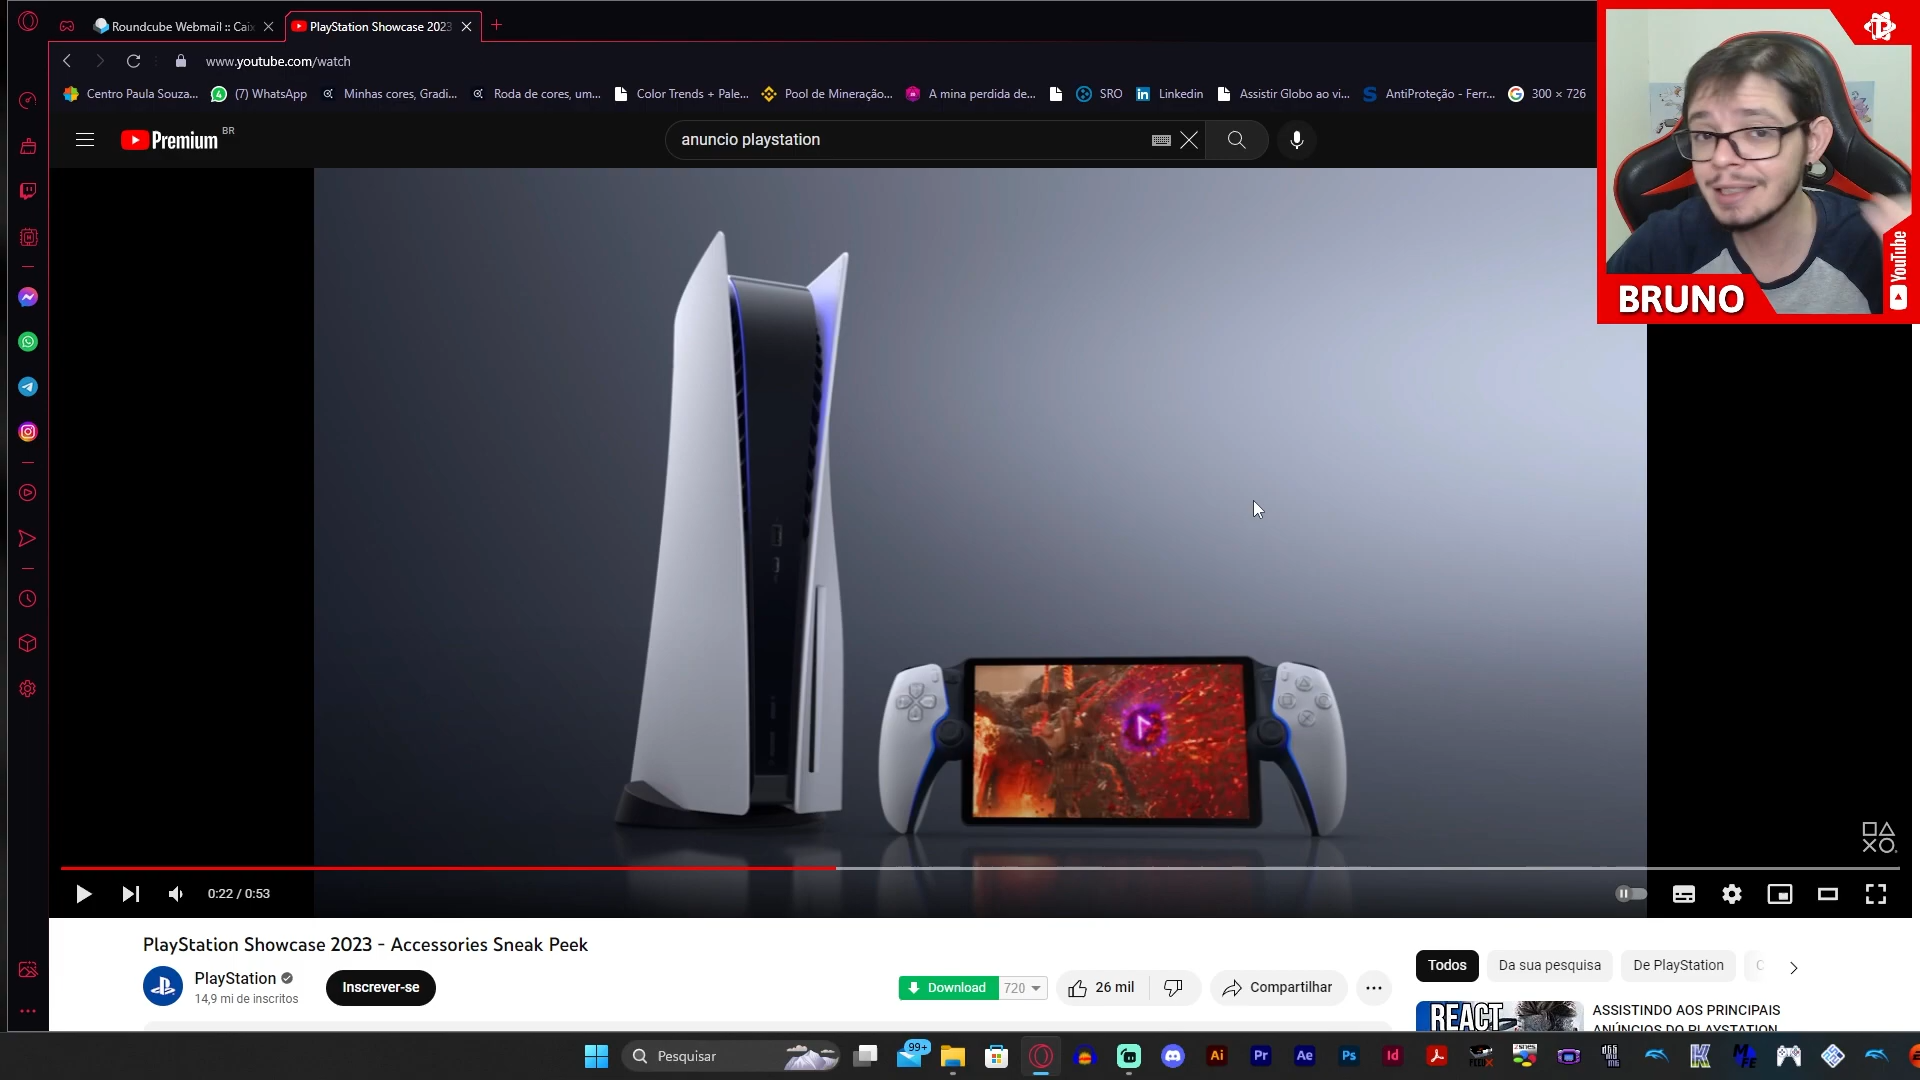 Roundcube Webmail :: Caix
PlayStation Showcase 2023
www.youtube.com/watch
Centro Paula Souza...
(7) WhatsApp
Minhas cores, Gradi...
Roda de cores, um...
Color Trends + Pale...
Pool de Mineração...
A mina perdida de...
SRO
Linkedin
Assistir Globo ao vi...
AntiProteção - Ferr...
300 × 726
Premium
BR
anuncio playstation
YouTube
BRUNO
0:22 / 0:53
PlayStation Showcase 2023 - Accessories Sneak Peek
PlayStation
14,9 mi de inscritos
Inscrever-se
Download
720
26 mil
Compartilhar
Todos
Da sua pesquisa
De PlayStation
REACT
ASSISTINDO AOS PRINCIPAIS
ANÚNCIOS DO PLAYSTATION
Pesquisar
99+
Ai
Pr
Ae
Ps
Id